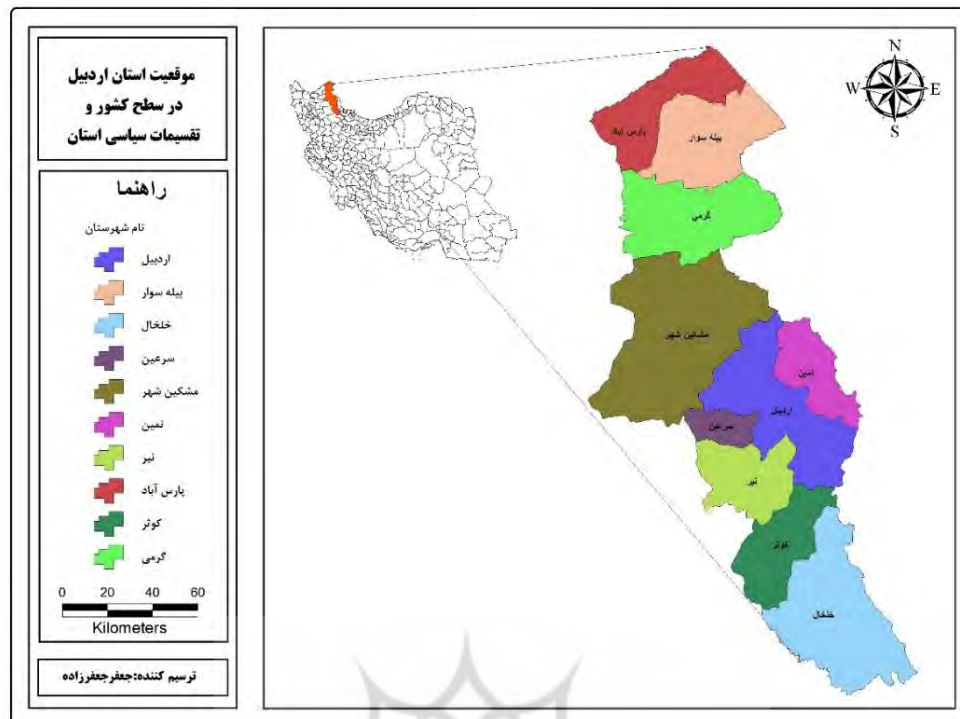 موقعیت استان اردبیل
در سطح کشور و
تقسیمات سیاسی استان
راهنما
نام شهرستان
اردبیل
بیله سوار
خلخال
سرعین
مشکین شهر
نمین
نیر
پارس آباد
کوثر
گرمی
0 20 40 60
Kilometers
ترسیم کننده:جعفرجعفرزاده
N
W E
S
پارس آباد
بیله سوار
گرمی
مشکین شهر
نمین
اردبیل
سرعین
نیر
کوثر
خلخال